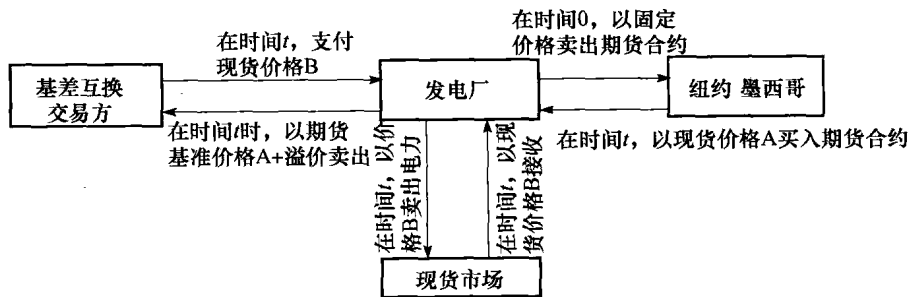 在时间t，支付
现货价格B
在时间0，以固定
价格卖出期货合约
基差互换
交易方
发电厂
纽约 墨西哥
在时间t时，以期货
基准价格A+溢价卖出
在时间t，以现货价格A买入期货合约
在时间t，以价
格B卖出电力
在时间t，以现
货价格B接收
现货市场